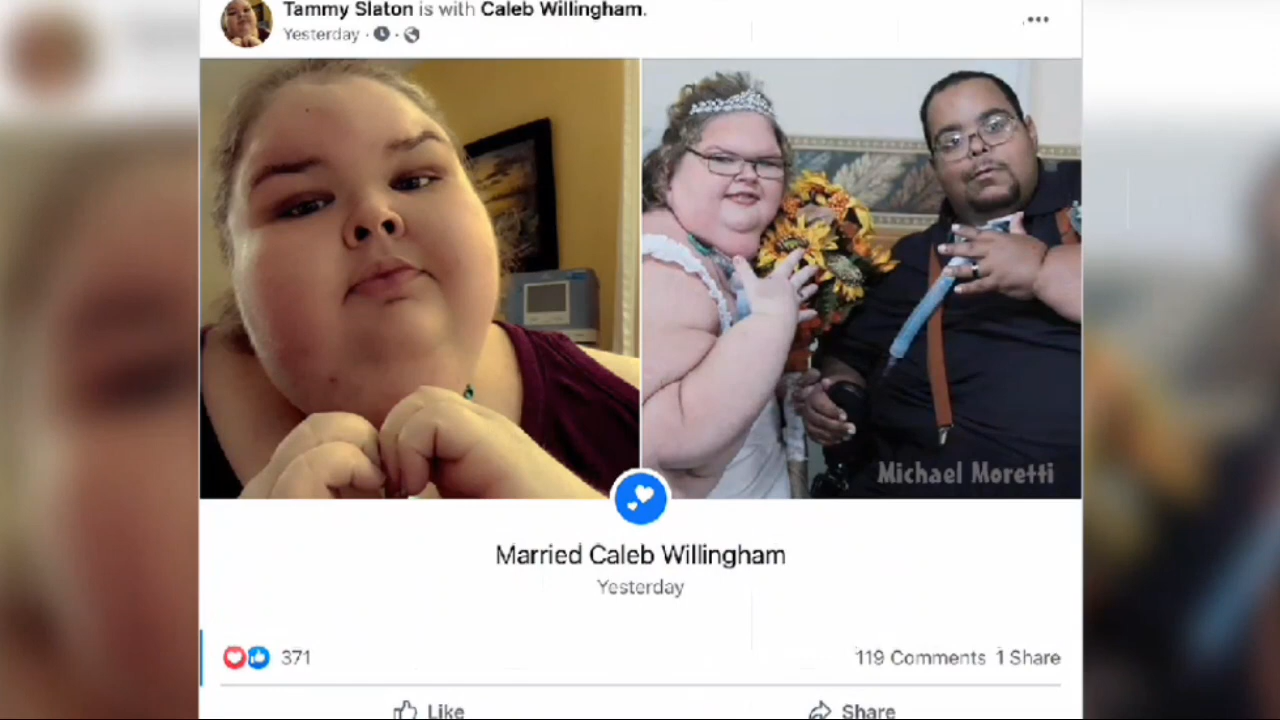 Tammy Slaton is with Caleb Willingham.
Yesterday
Michael Moretti
Married Caleb Willingham
Yesterday
371
119 Comments 1 Share
Like
Share